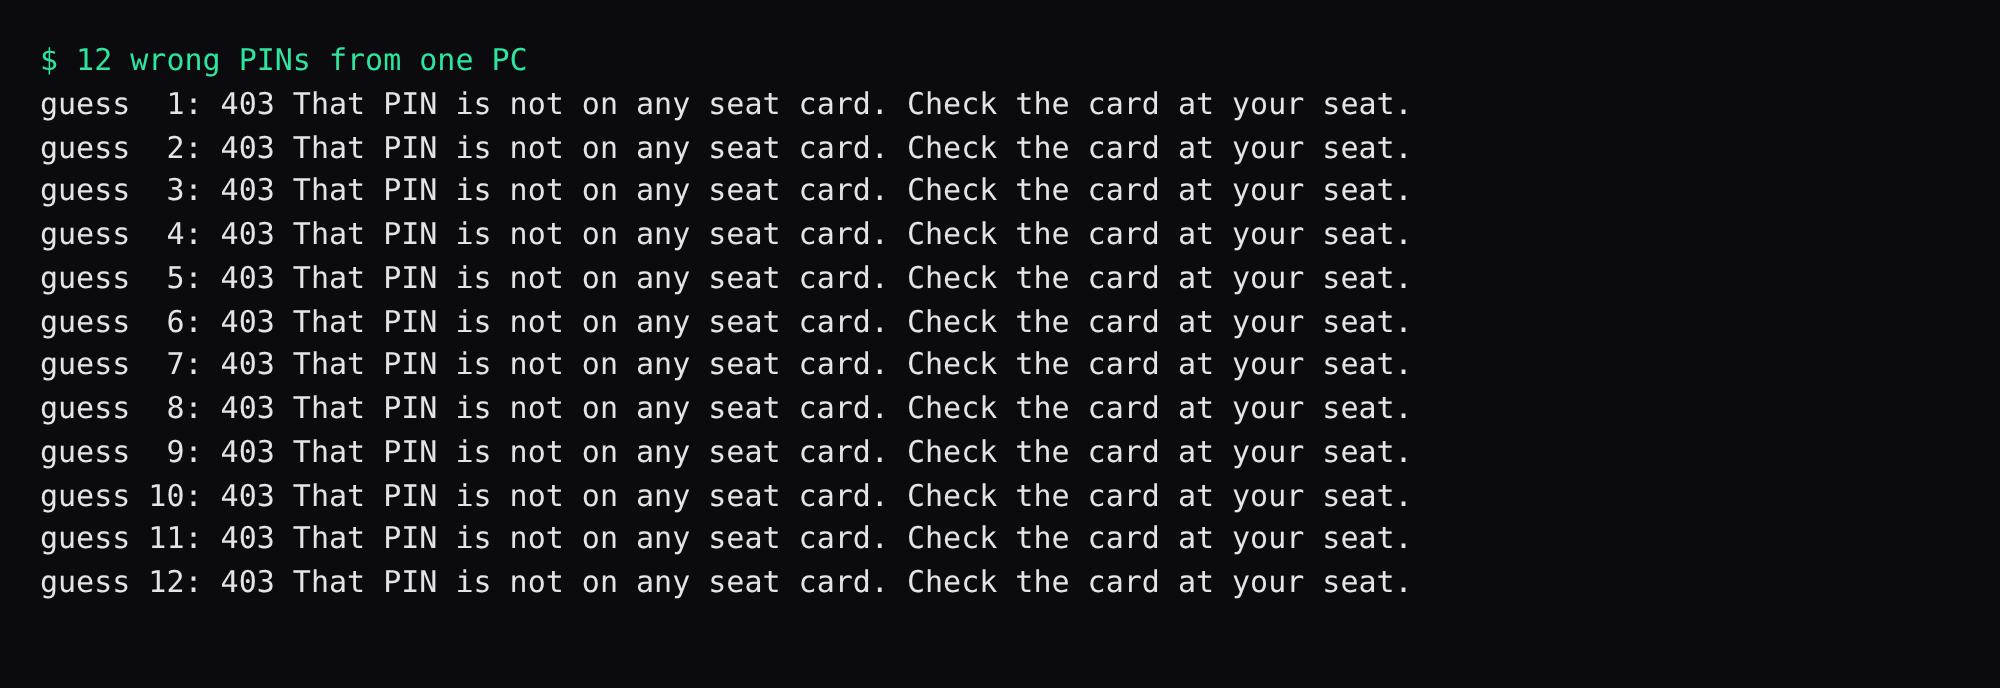 $ 12 wrong PINs from one PC
guess  1: 403 That PIN is not on any seat card. Check the card at your seat.
guess  2: 403 That PIN is not on any seat card. Check the card at your seat.
guess  3: 403 That PIN is not on any seat card. Check the card at your seat.
guess  4: 403 That PIN is not on any seat card. Check the card at your seat.
guess  5: 403 That PIN is not on any seat card. Check the card at your seat.
guess  6: 403 That PIN is not on any seat card. Check the card at your seat.
guess  7: 403 That PIN is not on any seat card. Check the card at your seat.
guess  8: 403 That PIN is not on any seat card. Check the card at your seat.
guess  9: 403 That PIN is not on any seat card. Check the card at your seat.
guess 10: 403 That PIN is not on any seat card. Check the card at your seat.
guess 11: 403 That PIN is not on any seat card. Check the card at your seat.
guess 12: 403 That PIN is not on any seat card. Check the card at your seat.